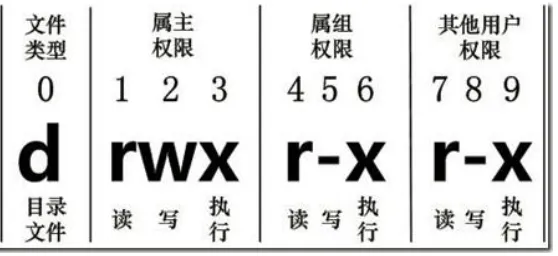 文件 属主 属组 其他用户
类型 权限 权限 权限
0 1 2 3 4 5 6 7 8 9
d rwx r-x r-x
目录 读 写 执 读 写 执 读 写 执
文件 行 行 行